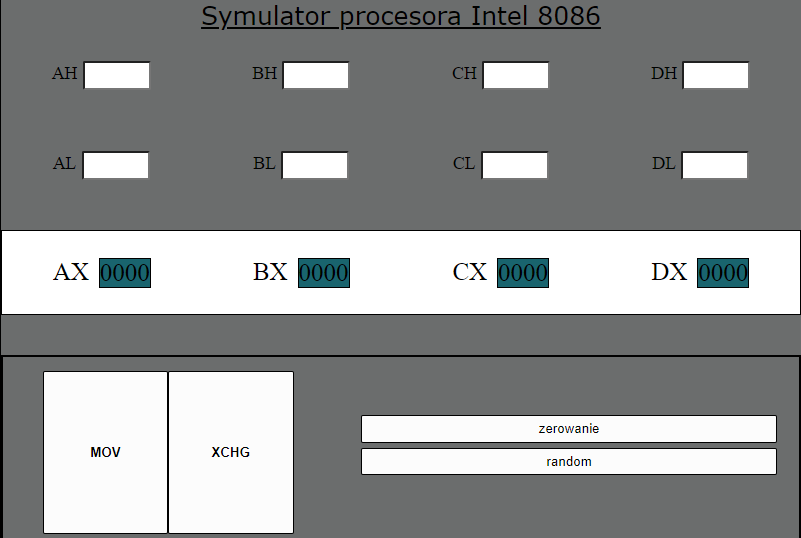 Symulator procesora Intel 8086
AH BH CH DH
AL BL CL DL
AX 0000 BX 0000 CX 0000 DX 0000
MOV XCHG
zerowanie
random